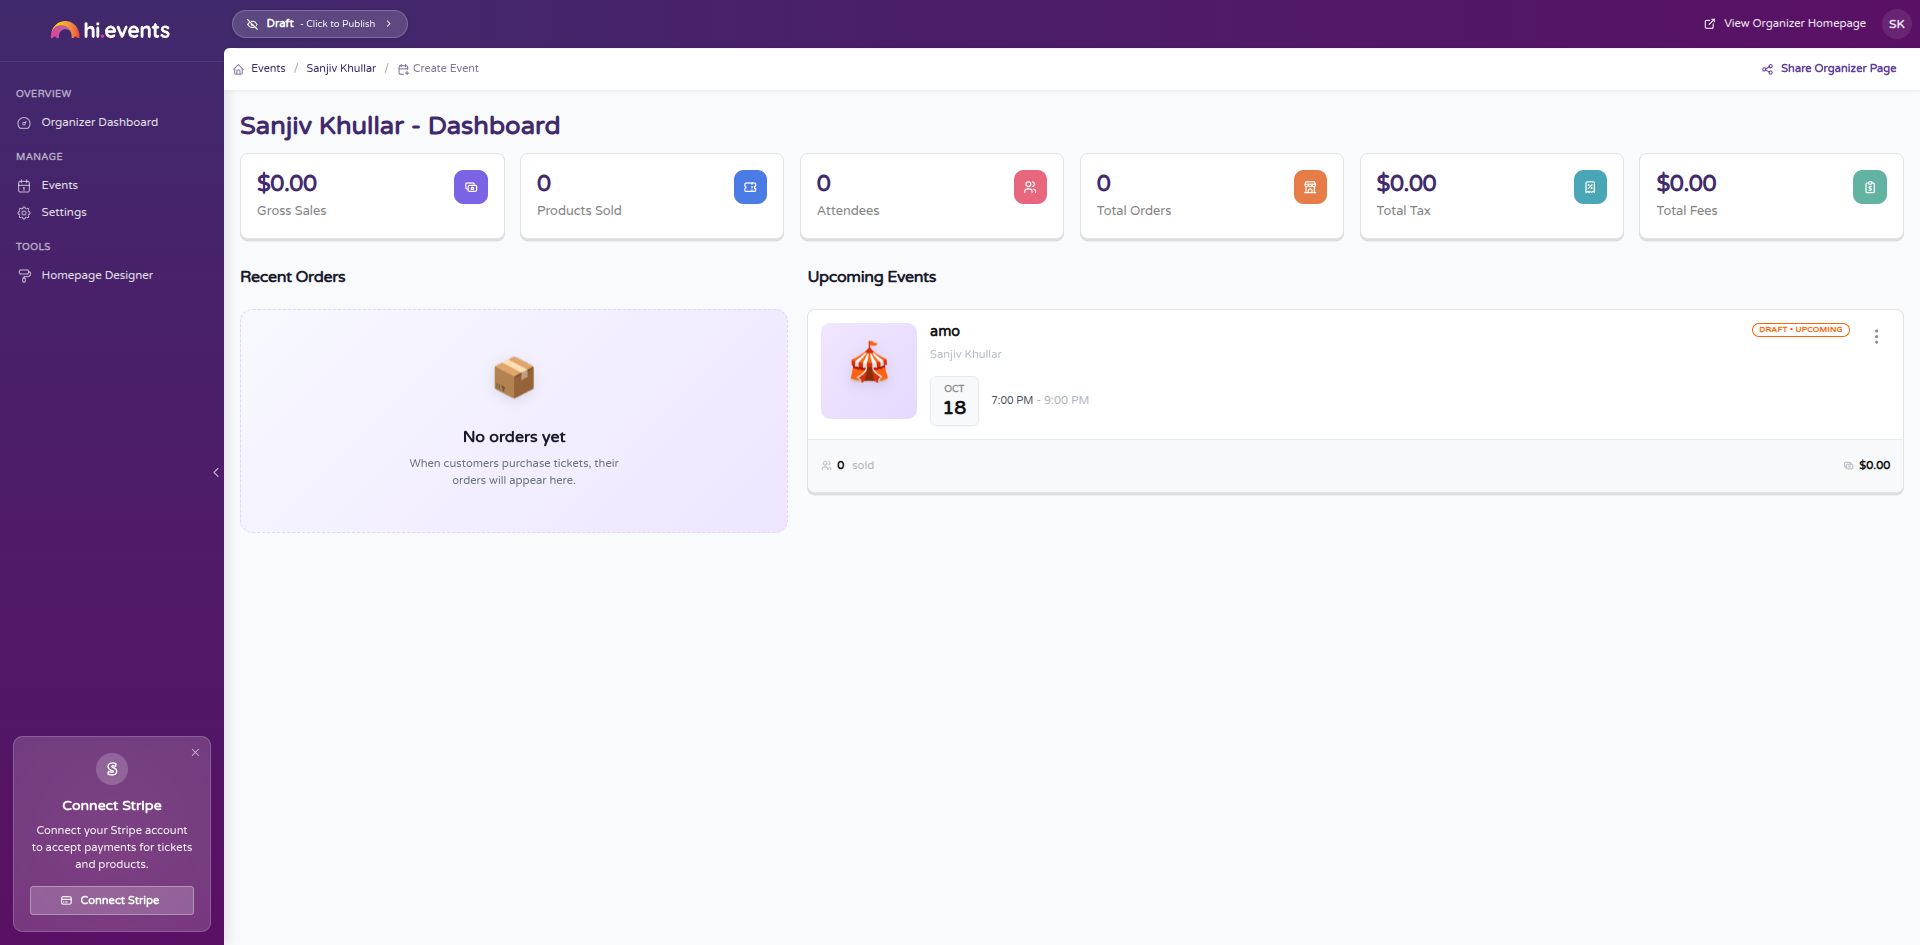 hi.events
Draft - Click to Publish
View Organizer Homepage
SK
OVERVIEW
Organizer Dashboard
MANAGE
Events
Settings
TOOLS
Homepage Designer
Connect Stripe
Connect your Stripe account
to accept payments for tickets
and products.
Connect Stripe
Events / Sanjiv Khullar / Create Event
Share Organizer Page
Sanjiv Khullar - Dashboard
$0.00
Gross Sales
0
Products Sold
0
Attendees
0
Total Orders
$0.00
Total Tax
$0.00
Total Fees
Recent Orders
No orders yet
When customers purchase tickets, their
orders will appear here.
Upcoming Events
amo
DRAFT • UPCOMING
Sanjiv Khullar
OCT
18
7:00 PM - 9:00 PM
0 sold
$0.00